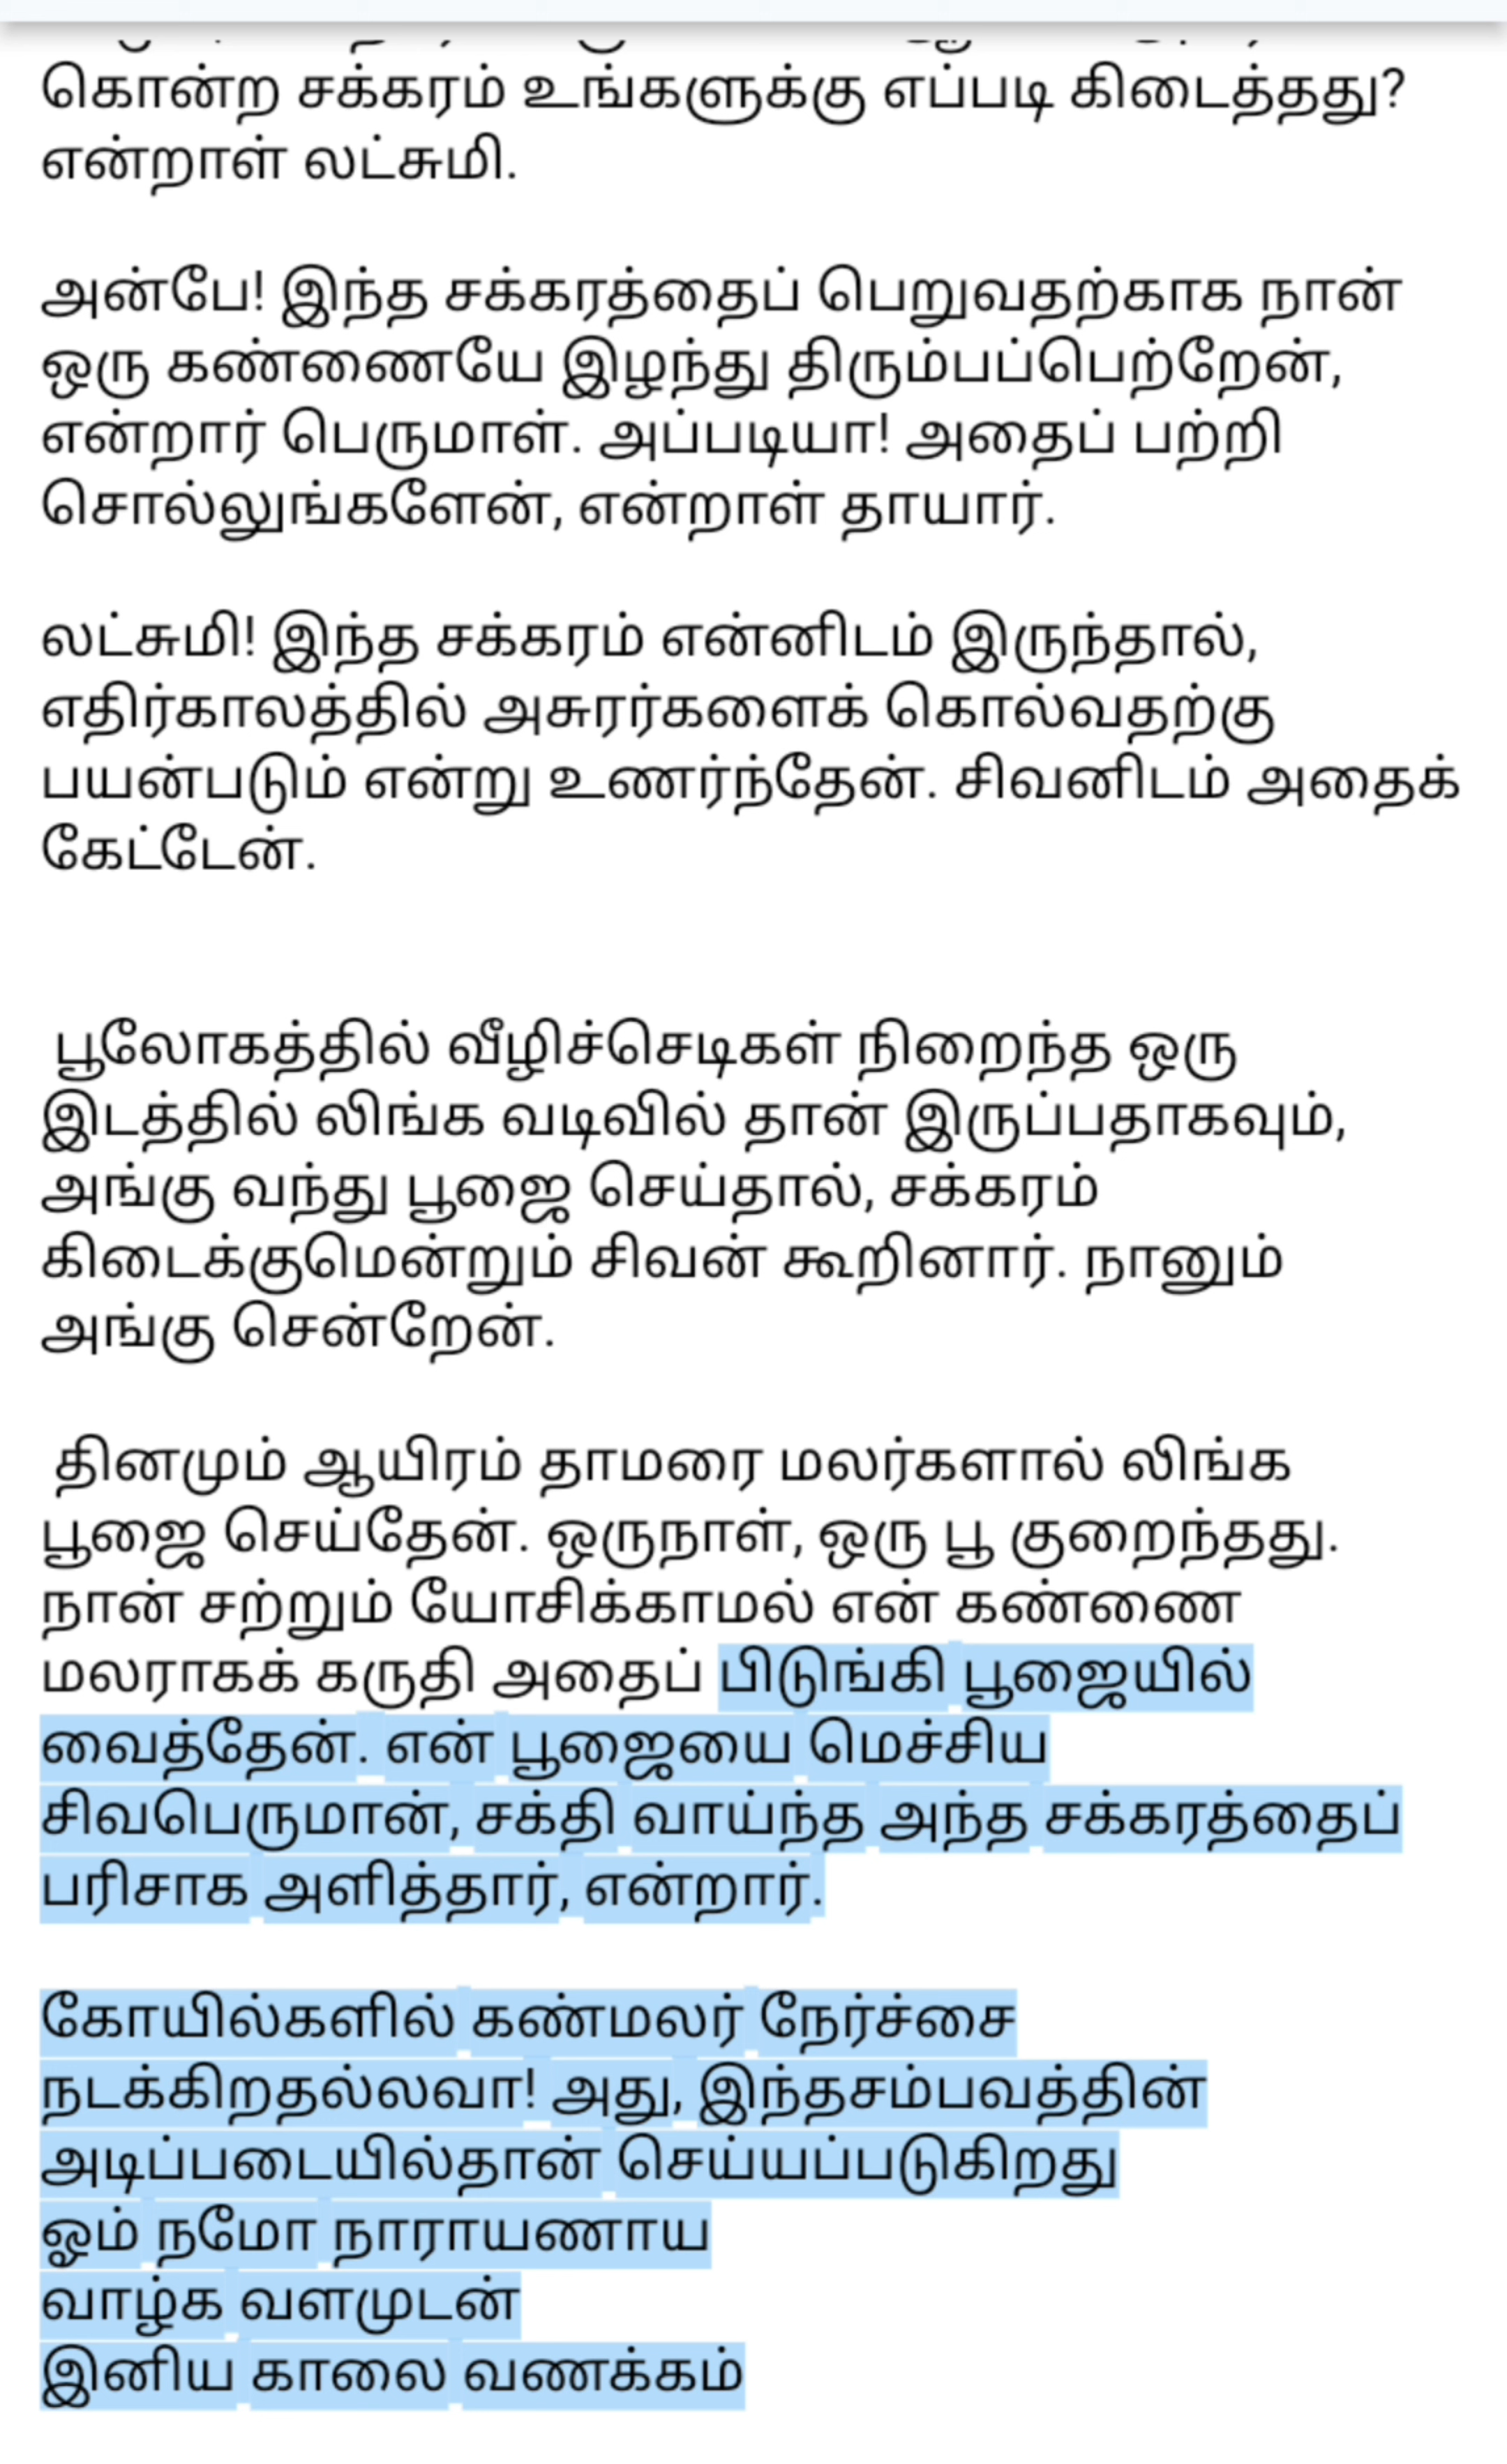 கொன்ற சக்கரம் உங்களுக்கு எப்படி கிடைத்தது?
என்றாள் லட்சுமி.
அன்பே! இந்த சக்கரத்தைப் பெறுவதற்காக நான்
ஒரு கண்ணையே இழந்து திரும்பப்பெற்றேன்,
என்றார் பெருமாள். அப்படியா! அதைப் பற்றி
சொல்லுங்களேன், என்றாள் தாயார்.
லட்சுமி! இந்த சக்கரம் என்னிடம் இருந்தால்,
எதிர்காலத்தில் அசுரர்களைக் கொல்வதற்கு
பயன்படும் என்று உணர்ந்தேன். சிவனிடம் அதைக்
கேட்டேன்.
பூலோகத்தில் வீழிச்செடிகள் நிறைந்த ஒரு
இடத்தில் லிங்க வடிவில் தான் இருப்பதாகவும்,
அங்கு வந்து பூஜை செய்தால், சக்கரம்
கிடைக்குமென்றும் சிவன் கூறினார். நானும்
அங்கு சென்றேன்.
தினமும் ஆயிரம் தாமரை மலர்களால் லிங்க
பூஜை செய்தேன். ஒருநாள், ஒரு பூ குறைந்தது.
நான் சற்றும் யோசிக்காமல் என் கண்ணை
மலராகக் கருதி அதைப் பிடுங்கி பூஜையில்
வைத்தேன். என் பூஜையை மெச்சிய
சிவபெருமான், சக்தி வாய்ந்த அந்த சக்கரத்தைப்
பரிசாக அளித்தார், என்றார்.
கோயில்களில் கண்மலர் நேர்ச்சை
நடக்கிறதல்லவா! அது, இந்தசம்பவத்தின்
அடிப்படையில்தான் செய்யப்படுகிறது
ஓம் நமோ நாராயணாய
வாழ்க வளமுடன்
இனிய காலை வணக்கம்